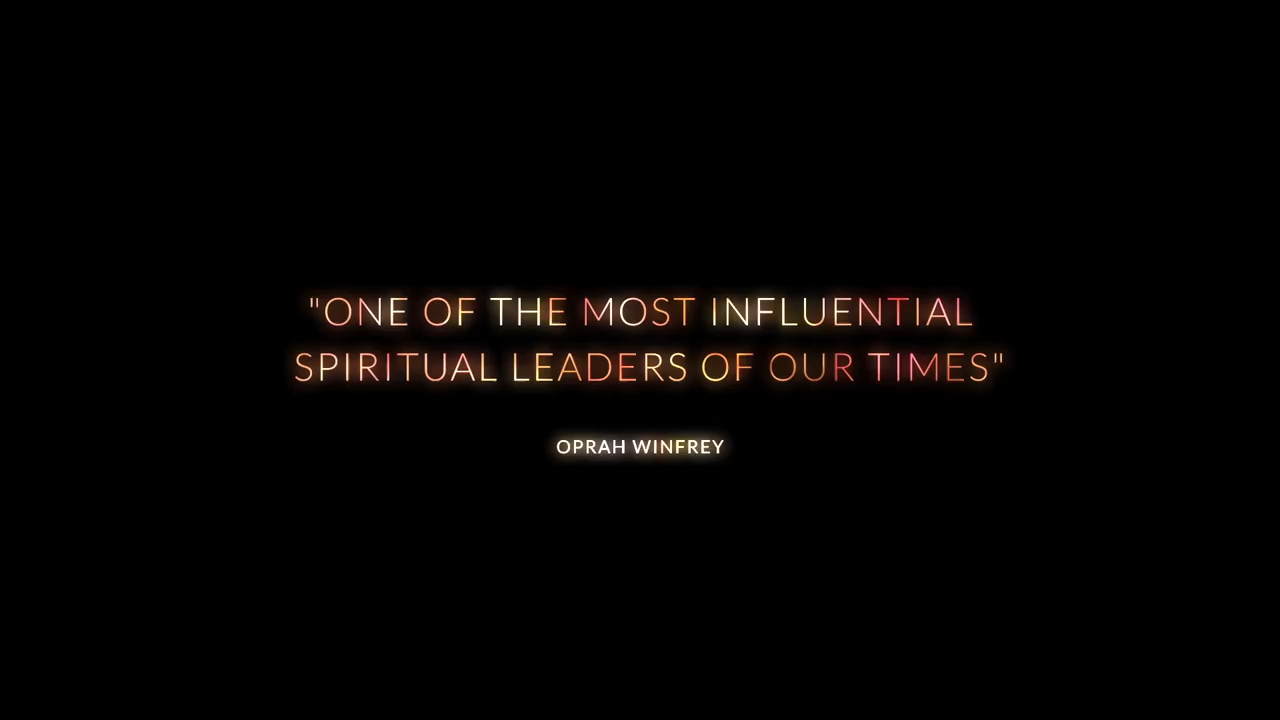 "ONE OF THE MOST INFLUENTIAL
SPIRITUAL LEADERS OF OUR TIMES"
OPRAH WINFREY